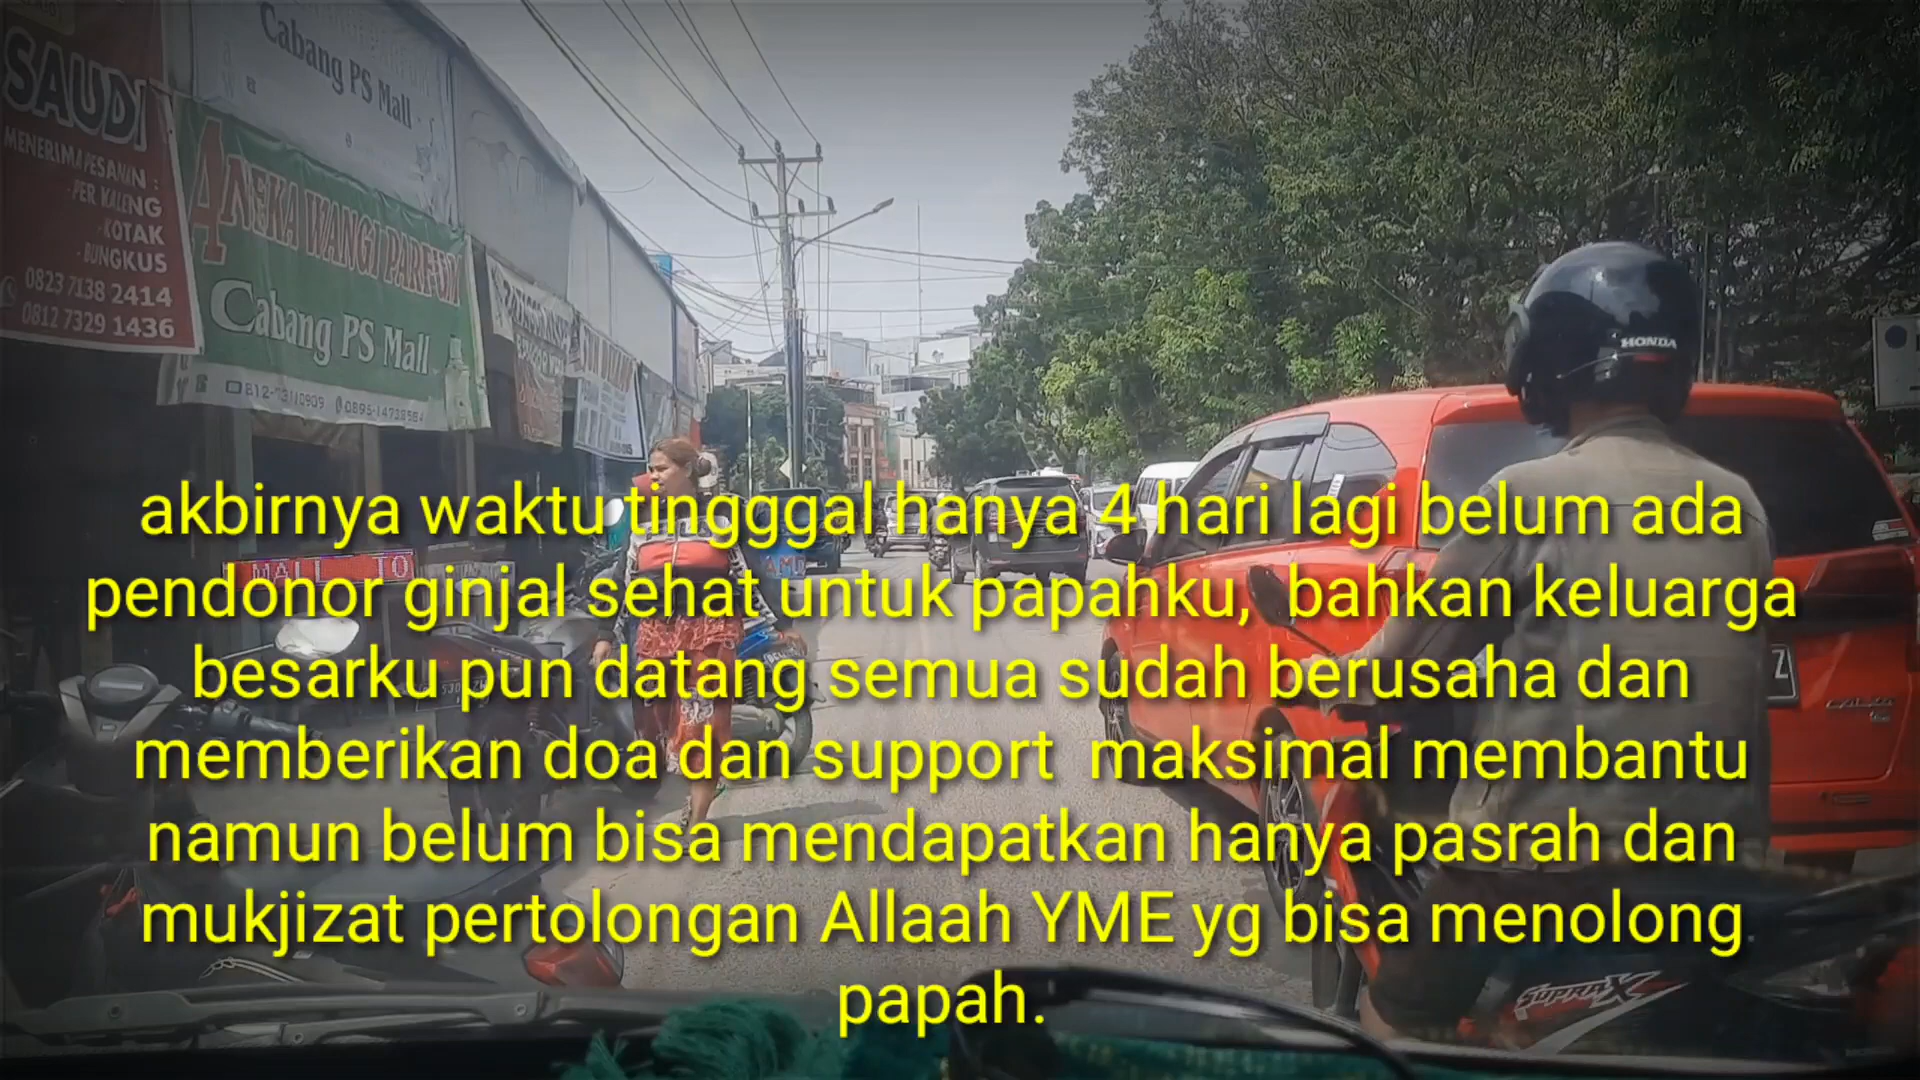 SAUDI
MENERIMA PESANAN :
- PER KALENG
- KOTAK
- BUNGKUS
0823 7138 2414
0812 7329 1436
Cabang PS Mall
ANEKA WANGI PARFUM
Cabang PS Mall
HONDA
akbirnya waktu tingggal hanya 4 hari lagi belum ada
pendonor ginjal sehat untuk papahku, bahkan keluarga
besarku pun datang semua sudah berusaha dan
memberikan doa dan support maksimal membantu
namun belum bisa mendapatkan hanya pasrah dan
mukjizat pertolongan Allaah YME yg bisa menolong
papah.
MALL
SUPRA X